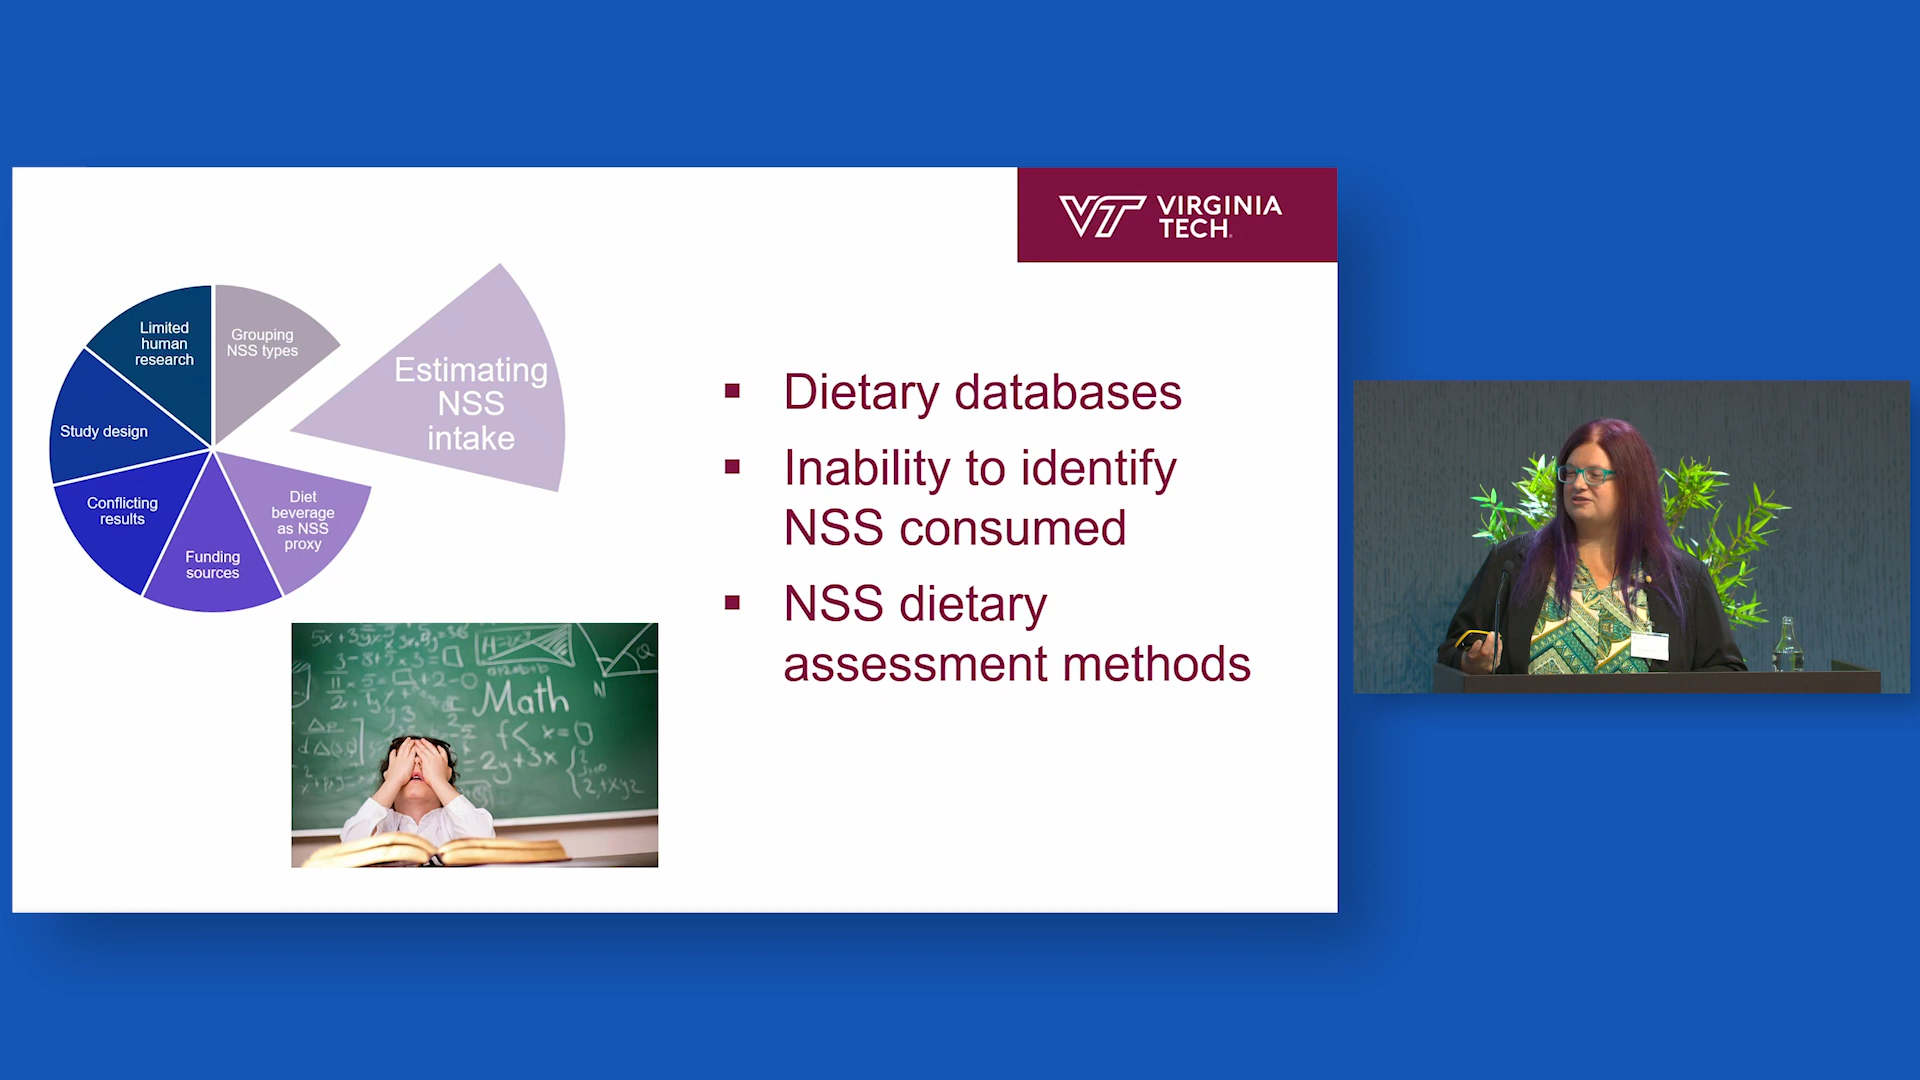 VT VIRGINIA
TECH
Limited
human
research
Grouping
NSS types
Estimating
NSS
intake
Study design
Conflicting
results
Funding
sources
Diet
beverage
as NSS
proxy
▪ Dietary databases
▪ Inability to identify
NSS consumed
▪ NSS dietary
assessment methods
Math